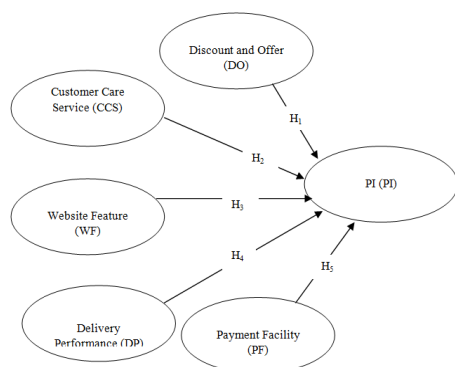 Discount and Offer
(DO)
Customer Care
Service (CCS)
H1
H2
PI (PI)
Website Feature
(WF)
H3
H4
H5
Delivery
Performance (DP)
Payment Facility
(PF)